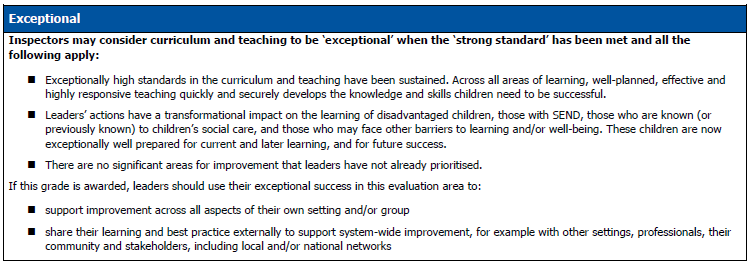 Exceptional
Inspectors may consider curriculum and teaching to be ‘exceptional’ when the ‘strong standard’ has been met and all the
following apply:
■ Exceptionally high standards in the curriculum and teaching have been sustained. Across all areas of learning, well-planned, effective and
highly responsive teaching quickly and securely develops the knowledge and skills children need to be successful.
■ Leaders’ actions have a transformational impact on the learning of disadvantaged children, those with SEND, those who are known (or
previously known) to children’s social care, and those who may face other barriers to learning and/or well-being. These children are now
exceptionally well prepared for current and later learning, and for future success.
■ There are no significant areas for improvement that leaders have not already prioritised.
If this grade is awarded, leaders should use their exceptional success in this evaluation area to:
■ support improvement across all aspects of their own setting and/or group
■ share their learning and best practice externally to support system-wide improvement, for example with other settings, professionals, their
community and stakeholders, including local and/or national networks